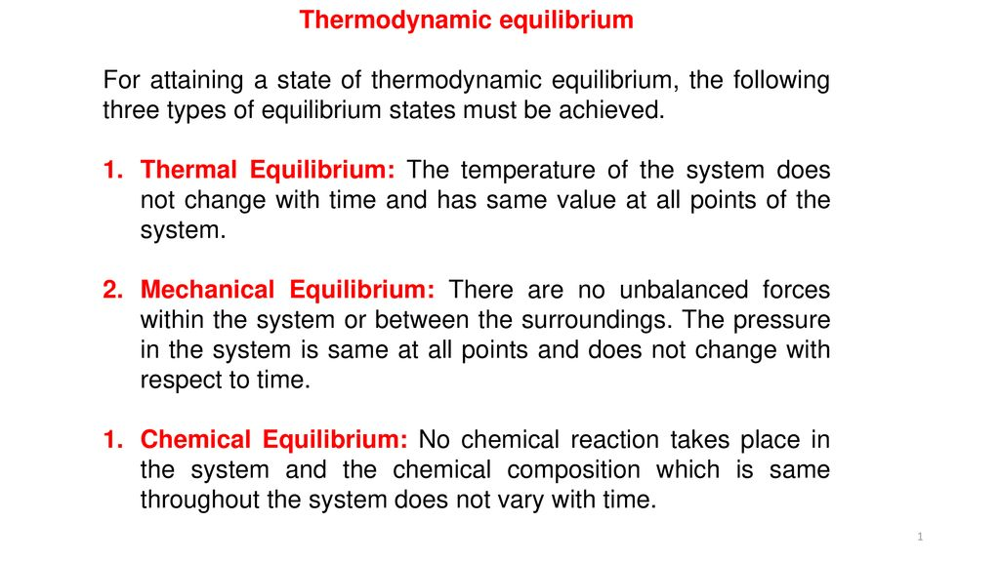 Thermodynamic equilibrium
For attaining a state of thermodynamic equilibrium, the following
three types of equilibrium states must be achieved.
1. Thermal Equilibrium: The temperature of the system does
not change with time and has same value at all points of the
system.
2. Mechanical Equilibrium: There are no unbalanced forces
within the system or between the surroundings. The pressure
in the system is same at all points and does not change with
respect to time.
1. Chemical Equilibrium: No chemical reaction takes place in
the system and the chemical composition which is same
throughout the system does not vary with time.
1